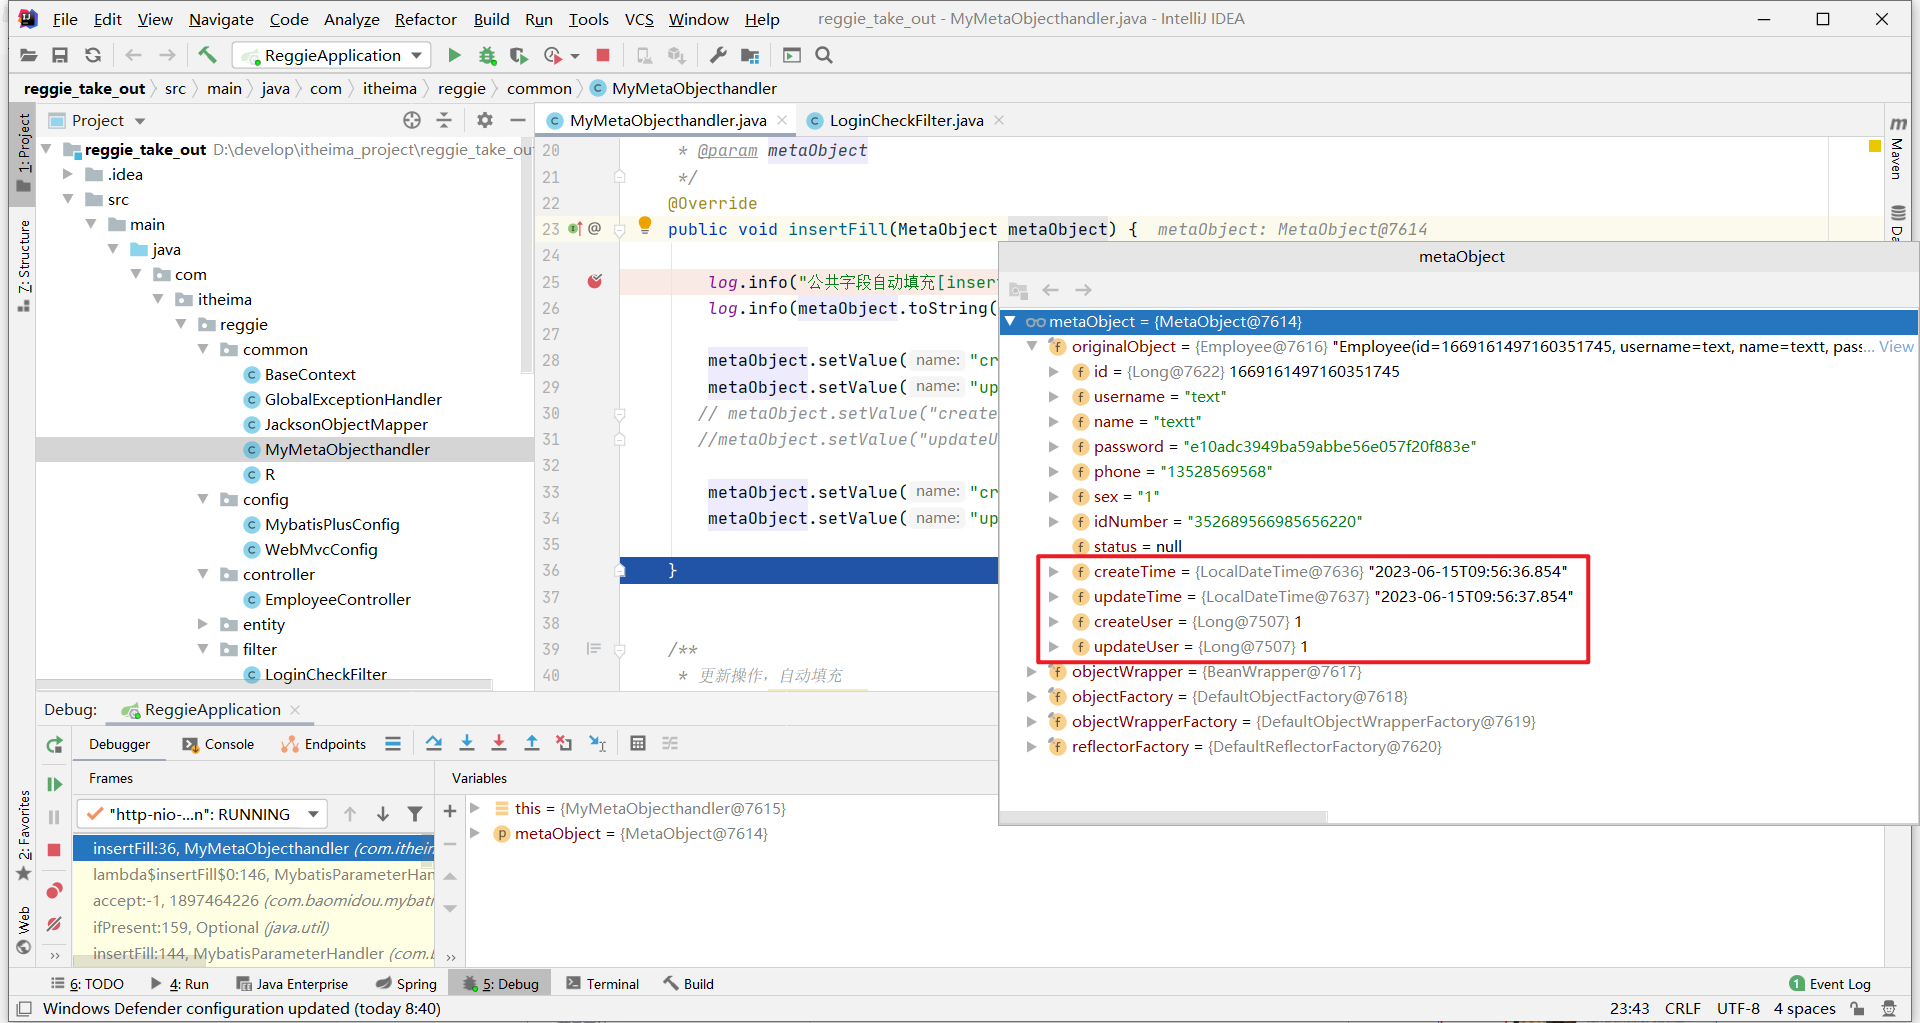 File Edit View Navigate Code Analyze Refactor Build Run Tools VCS Window Help reggie_take_out - MyMetaObjecthandler.java - IntelliJ IDEA
ReggieApplication
reggie_take_out src main java com itheima reggie common MyMetaObjecthandler
1: Project
Z: Structure
2: Favorites
Web
Project
reggie_take_out D:\develop\itheima_project\reggie_take_ou
.idea
src
main
java
com
itheima
reggie
common
BaseContext
GlobalExceptionHandler
JacksonObjectMapper
MyMetaObjecthandler
R
config
MybatisPlusConfig
WebMvcConfig
controller
EmployeeController
entity
filter
LoginCheckFilter
MyMetaObjecthandler.java LoginCheckFilter.java
20 * @param metaObject
21 */
22 @Override
23 public void insertFill(MetaObject metaObject) { metaObject: MetaObject@7614
24
25 log.info("公共字段自动填充[inser
26 log.info(metaObject.toString(
27
28 metaObject.setValue( name: "cr
29 metaObject.setValue( name: "up
30 // metaObject.setValue("create
31 //metaObject.setValue("updateU
32
33 metaObject.setValue( name: "cr
34 metaObject.setValue( name: "up
35
36 }
37
38
39 /**
40 * 更新操作，自动填充
m
Maven
Da
metaObject
metaObject = {MetaObject@7614}
originalObject = {Employee@7616} "Employee(id=1669161497160351745, username=text, name=textt, pas... View
id = {Long@7622} 1669161497160351745
username = "text"
name = "textt"
password = "e10adc3949ba59abbe56e057f20f883e"
phone = "13528569568"
sex = "1"
idNumber = "352689566985656220"
status = null
createTime = {LocalDateTime@7636} "2023-06-15T09:56:36.854"
updateTime = {LocalDateTime@7637} "2023-06-15T09:56:37.854"
createUser = {Long@7507} 1
updateUser = {Long@7507} 1
objectWrapper = {BeanWrapper@7617}
objectFactory = {DefaultObjectFactory@7618}
objectWrapperFactory = {DefaultObjectWrapperFactory@7619}
reflectorFactory = {DefaultReflectorFactory@7620}
Debug: ReggieApplication
Debugger Console Endpoints
Frames
Variables
"http-nio-...n": RUNNING
insertFill:36, MyMetaObjecthandler (com.ithein
lambda$insertFill$0:146, MybatisParameterHan
accept:-1, 1897464226 (com.baomidou.mybati
ifPresent:159, Optional (java.util)
insertFill:144, MybatisParameterHandler (com.b
this = {MyMetaObjecthandler@7615}
metaObject = {MetaObject@7614}
6: TODO 4: Run Java Enterprise Spring 5: Debug Terminal Build 1 Event Log
Windows Defender configuration updated (today 8:40) 23:43 CRLF UTF-8 4 spaces